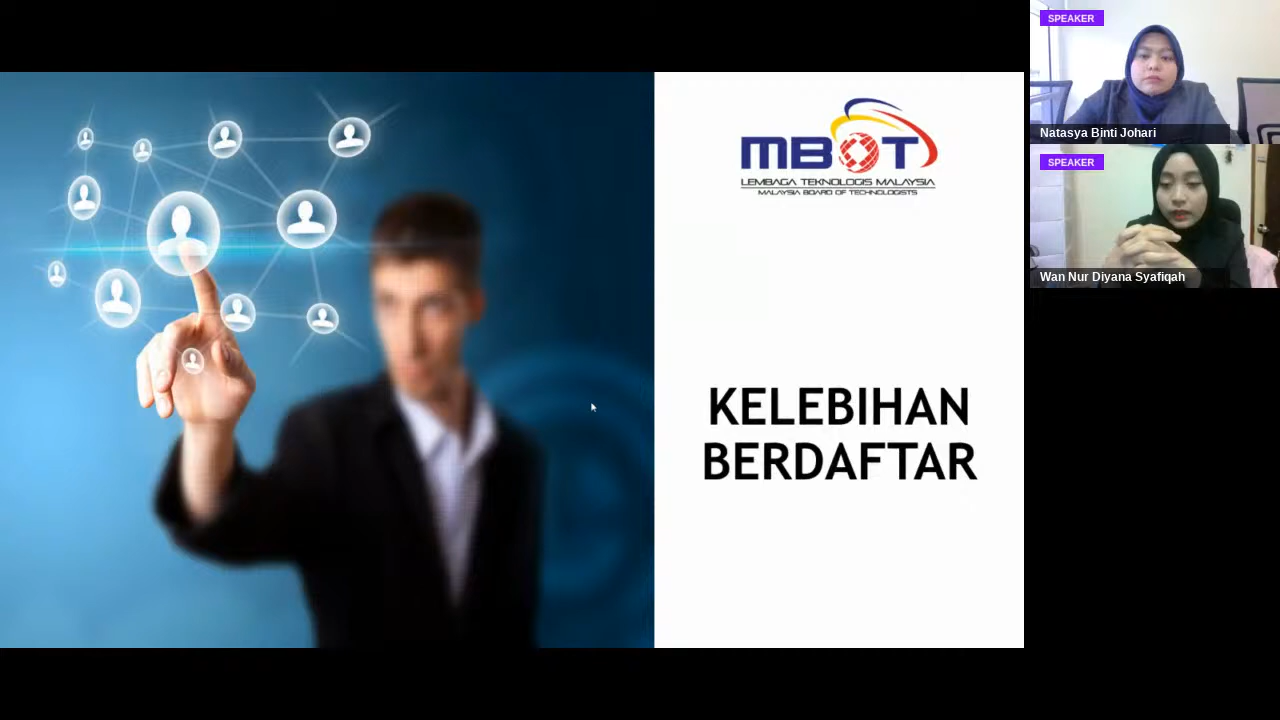 MBOT
LEMBAGA TEKNOLOGIS MALAYSIA
MALAYSIA BOARD OF TECHNOLOGISTS
KELEBIHAN
BERDAFTAR
SPEAKER
Natasya Binti Johari
SPEAKER
Wan Nur Diyana Syafiqah